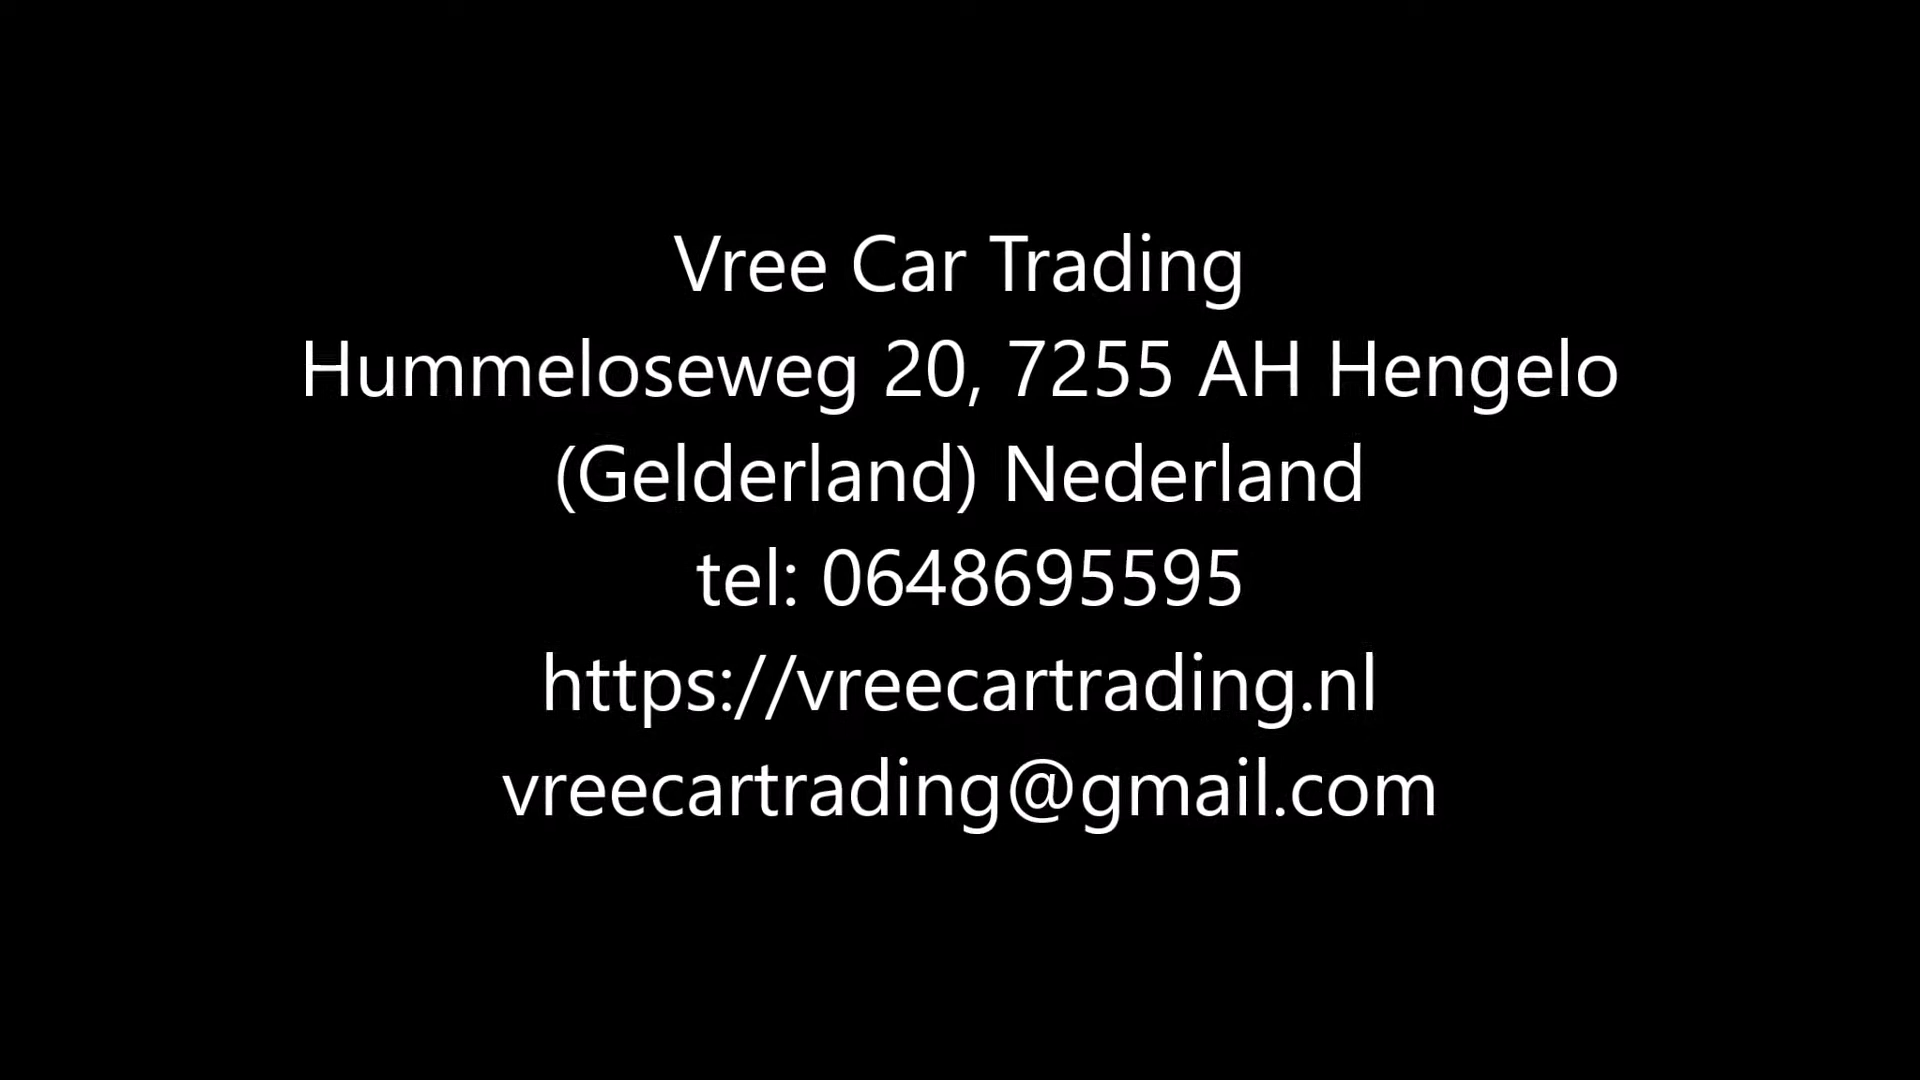 Vree Car Trading
Hummeloseweg 20, 7255 AH Hengelo
(Gelderland) Nederland
tel: 0648695595
https://vreecartrading.nl
vreecartrading@gmail.com